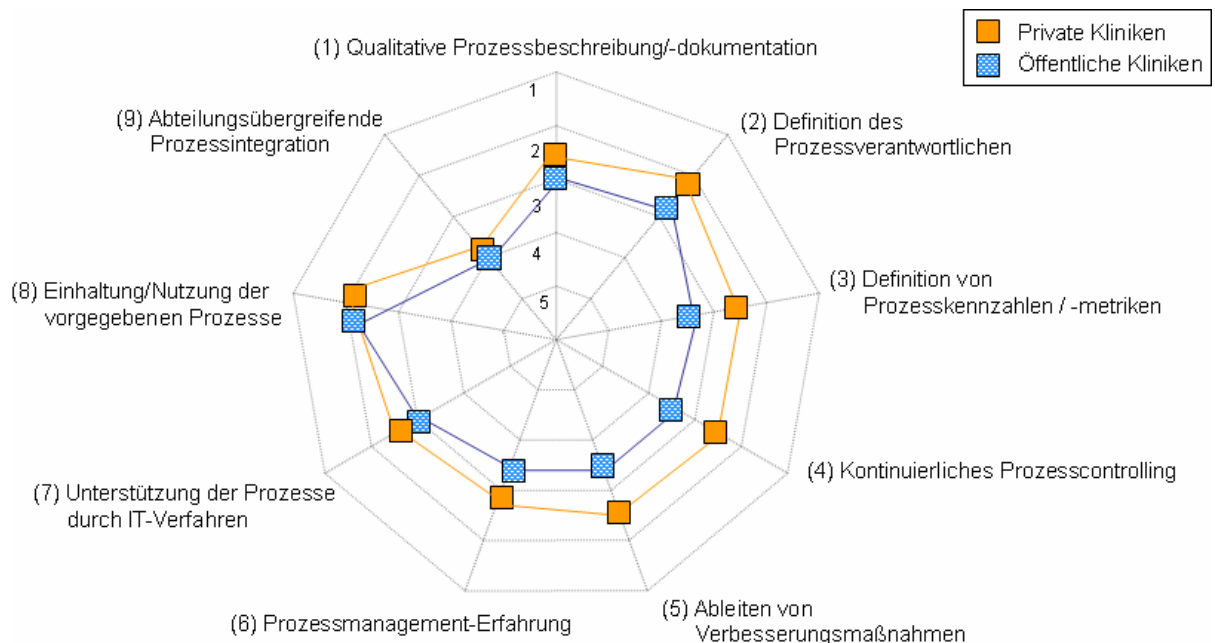 Private Kliniken
Öffentliche Kliniken
(1) Qualitative Prozessbeschreibung/-dokumentation
(2) Definition des
Prozessverantwortlichen
(3) Definition von
Prozesskennzahlen / -metriken
(4) Kontinuierliches Prozesscontrolling
(5) Ableiten von
Verbesserungsmaßnahmen
(6) Prozessmanagement-Erfahrung
(7) Unterstützung der Prozesse
durch IT-Verfahren
(8) Einhaltung/Nutzung der
vorgegebenen Prozesse
(9) Abteilungsübergreifende
Prozessintegration
1
2
3
4
5